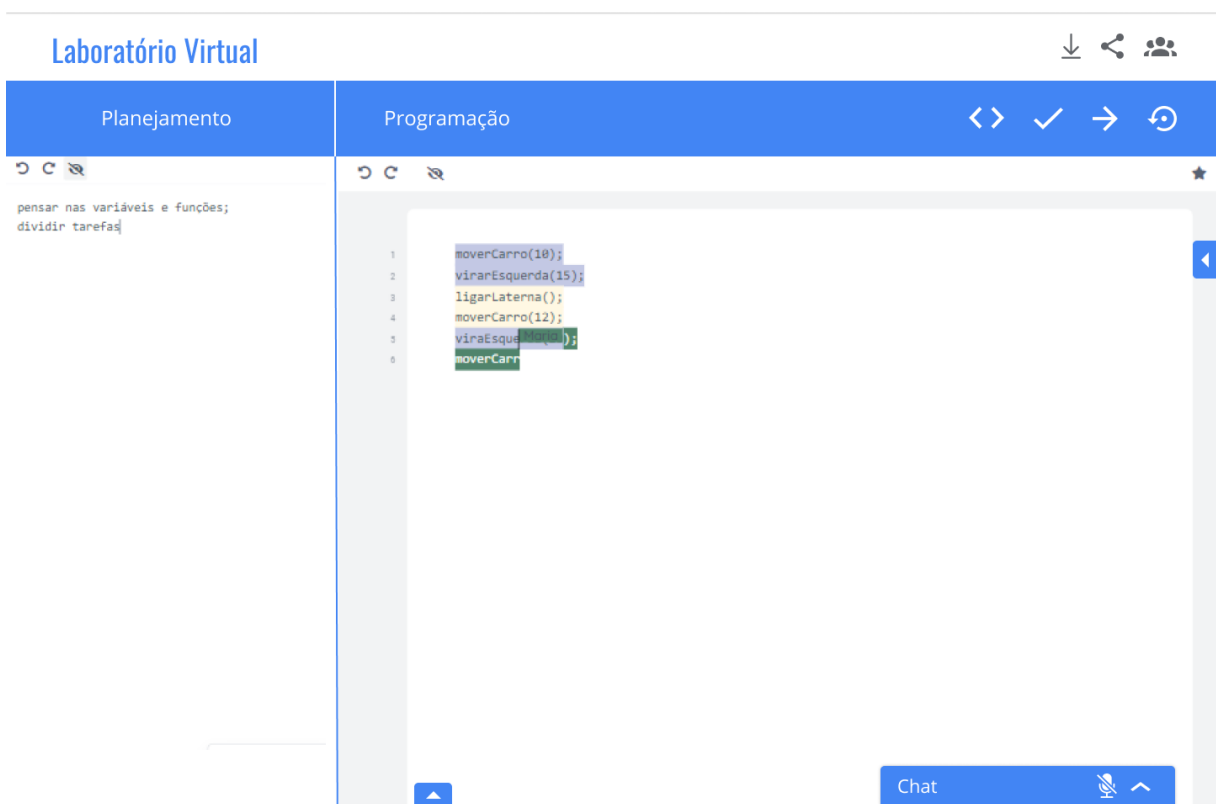 Laboratório Virtual
Planejamento
Programação
pensar nas variáveis e funções;
dividir tarefas
1 moverCarro(10);
2 virarEsquerda(15);
3 ligarLaterna();
4 moverCarro(12);
5 viraEsque Maria );
6 moverCarr
Chat